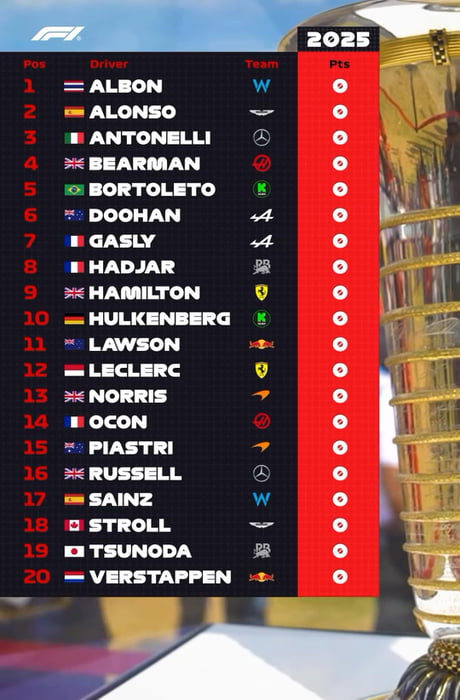 F1
2025
Pos Driver Team Pts
1 ALBON W 0
2 ALONSO 0
3 ANTONELLI 0
4 BEARMAN 0
5 BORTOLETO K 0
6 DOOHAN A 0
7 GASLY A 0
8 HADJAR RB 0
9 HAMILTON 0
10 HULKENBERG K 0
11 LAWSON 0
12 LECLERC 0
13 NORRIS 0
14 OCON 0
15 PIASTRI 0
16 RUSSELL 0
17 SAINZ W 0
18 STROLL 0
19 TSUNODA RB 0
20 VERSTAPPEN 0